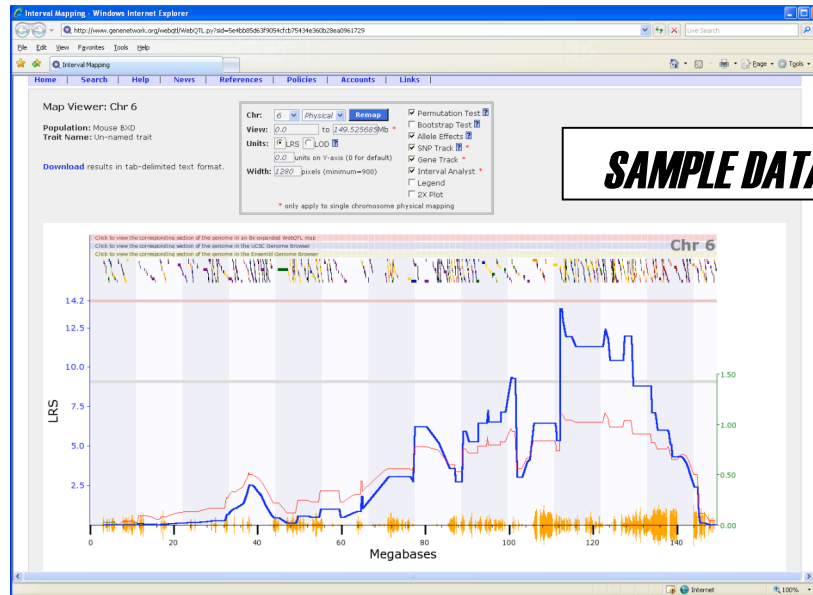 Interval Mapping - Windows Internet Explorer
http://www.genenetwork.org/webqtl/WebQTL.py?sid=5e4bb85d63f9054cfcb75434e360b28ea0961729
Live Search
File Edit View Favorites Tools Help
Interval Mapping
Page Tools
Home | Search | Help | News | References | Policies | Accounts | Links |
Map Viewer: Chr 6
Population: Mouse BXD
Trait Name: Un-named trait
Download results in tab-delimited text format.
Chr: 6 Physical Remap
View: 0.0 to 149.525685Mb *
Units: LRS LOD ?
0.0 units on Y-axis (0 for default)
Width: 1280 pixels (minimum=900)
Permutation Test ?
Bootstrap Test ?
Allele Effects ?
SNP Track ? *
Gene Track *
Interval Analyst *
Legend
2X Plot
* only apply to single chromosome physical mapping
SAMPLE DATA
Click to view the corresponding section of the genome in an 8x expanded WebQTL map
Click to view the corresponding section of the genome in the UCSC Genome Browser
Click to view the corresponding section of the genome in the Ensembl Genome Browser
Chr 6
14.2
12.5
10.0
7.5
5.0
2.5
LRS
1.50
1.00
0.50
0.00
0 20 40 60 80 100 120 140
Megabases
Internet
100%